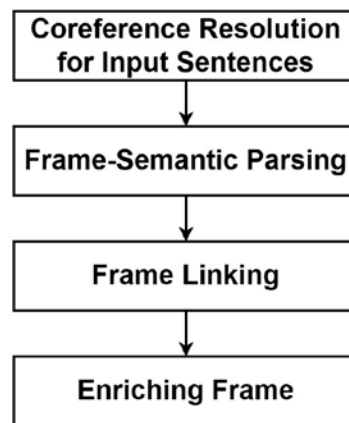 Coreference Resolution
for Input Sentences
Frame-Semantic Parsing
Frame Linking
Enriching Frame